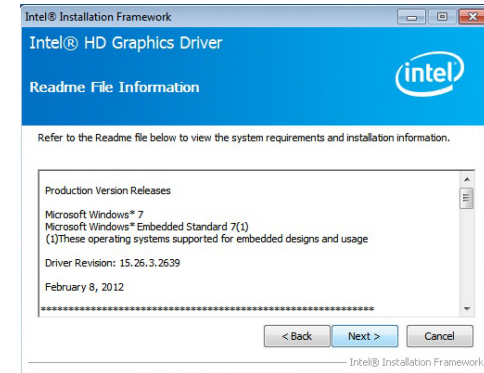 Intel® Installation Framework
Intel® HD Graphics Driver
Readme File Information
intel
Refer to the Readme file below to view the system requirements and installation information.
Production Version Releases
Microsoft Windows* 7
Microsoft Windows* Embedded Standard 7(1)
(1)These operating systems supported for embedded designs and usage
Driver Revision: 15.26.3.2639
February 8, 2012
****************************************************************
< Back Next > Cancel
Intel® Installation Framework